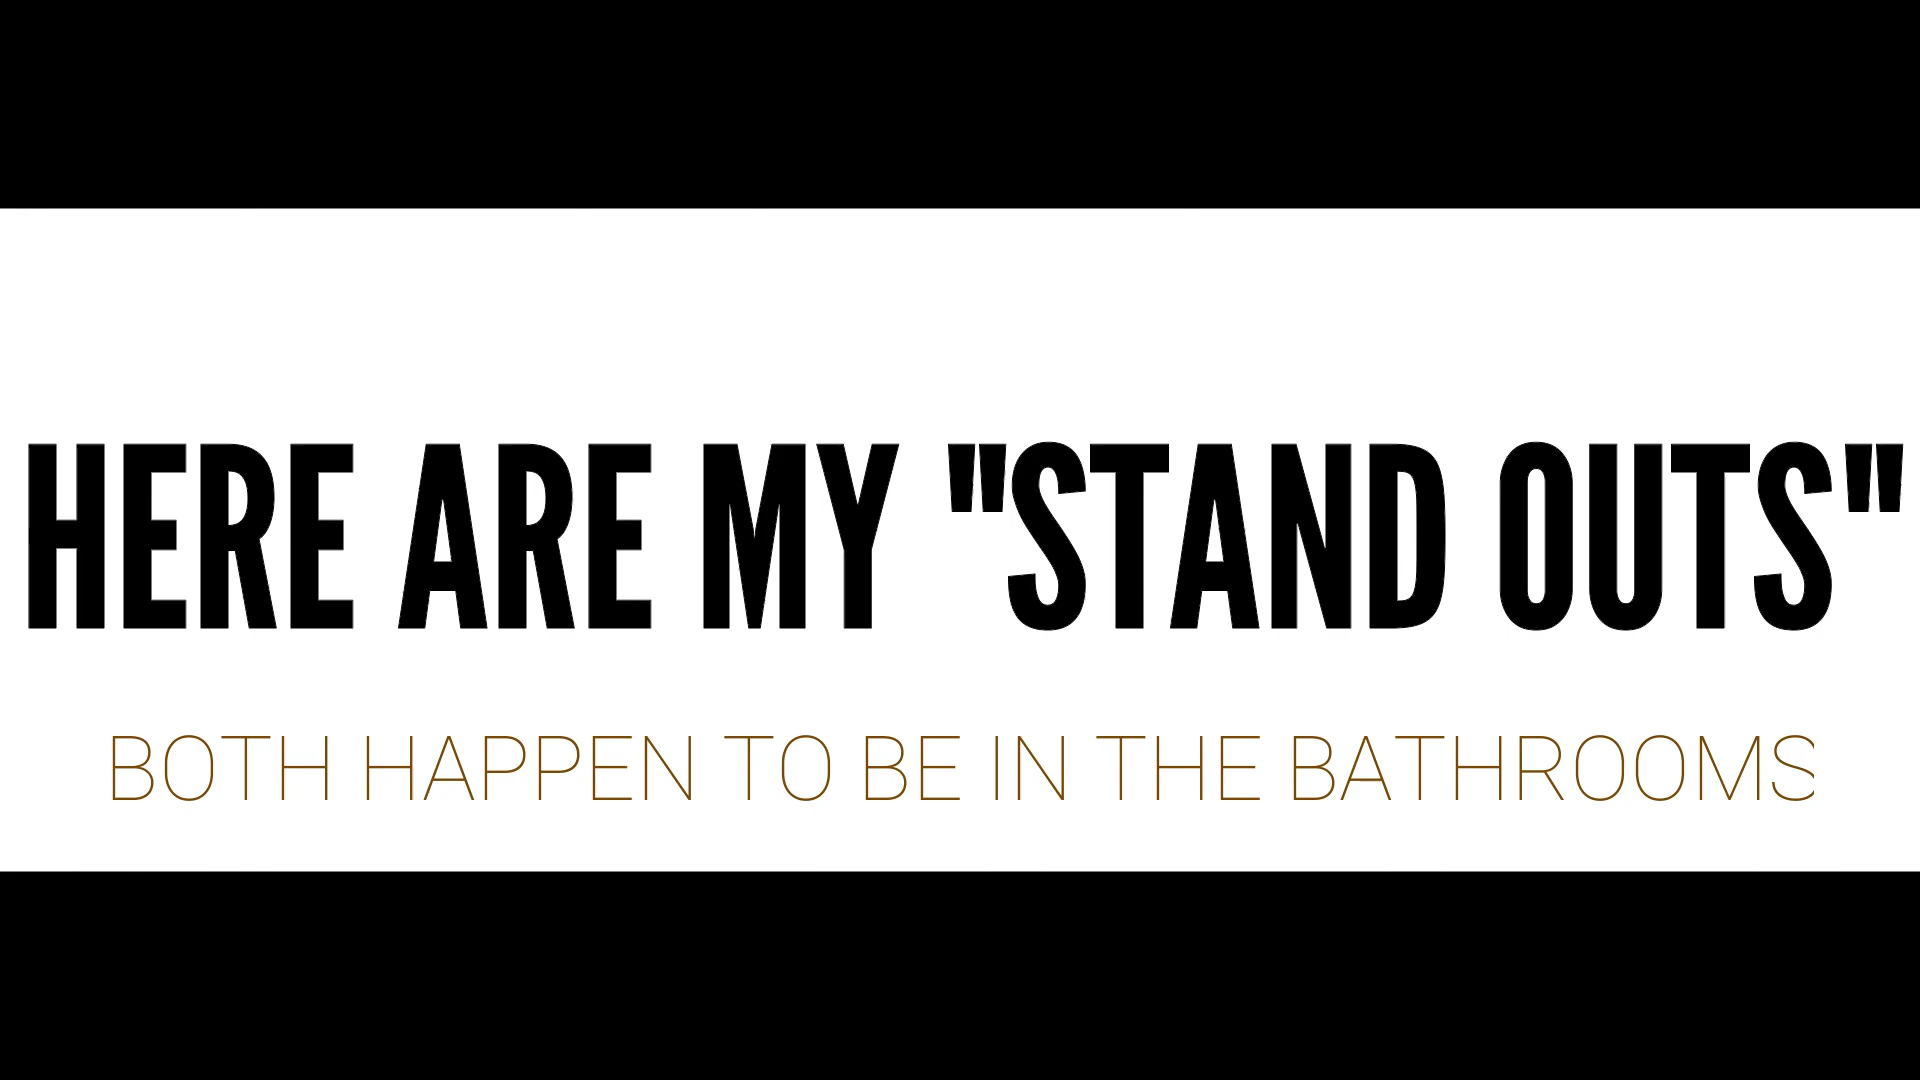 HERE ARE MY "STAND OUTS"
BOTH HAPPEN TO BE IN THE BATHROOMS